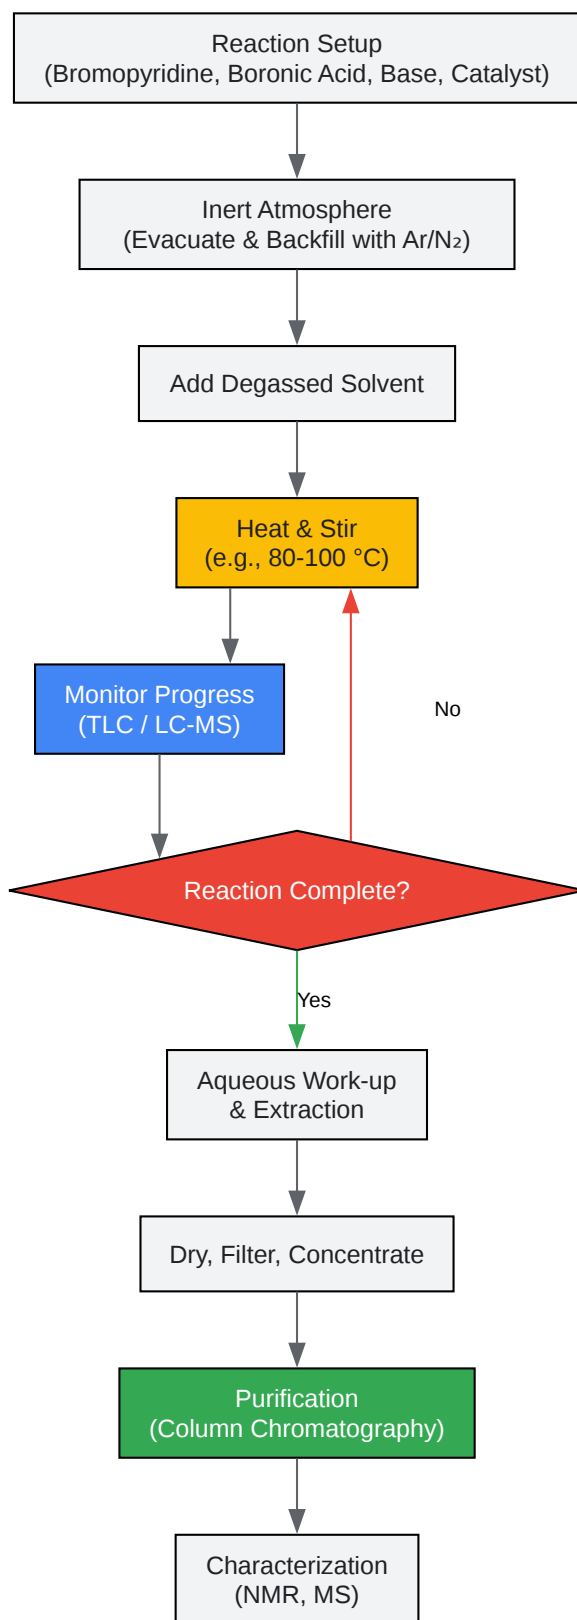 Reaction Setup
(Bromopyridine, Boronic Acid, Base, Catalyst)
Inert Atmosphere
(Evacuate & Backfill with Ar/N₂)
Add Degassed Solvent
Heat & Stir
(e.g., 80-100 °C)
Monitor Progress
(TLC / LC-MS)
No
Reaction Complete?
Yes
Aqueous Work-up
& Extraction
Dry, Filter, Concentrate
Purification
(Column Chromatography)
Characterization
(NMR, MS)